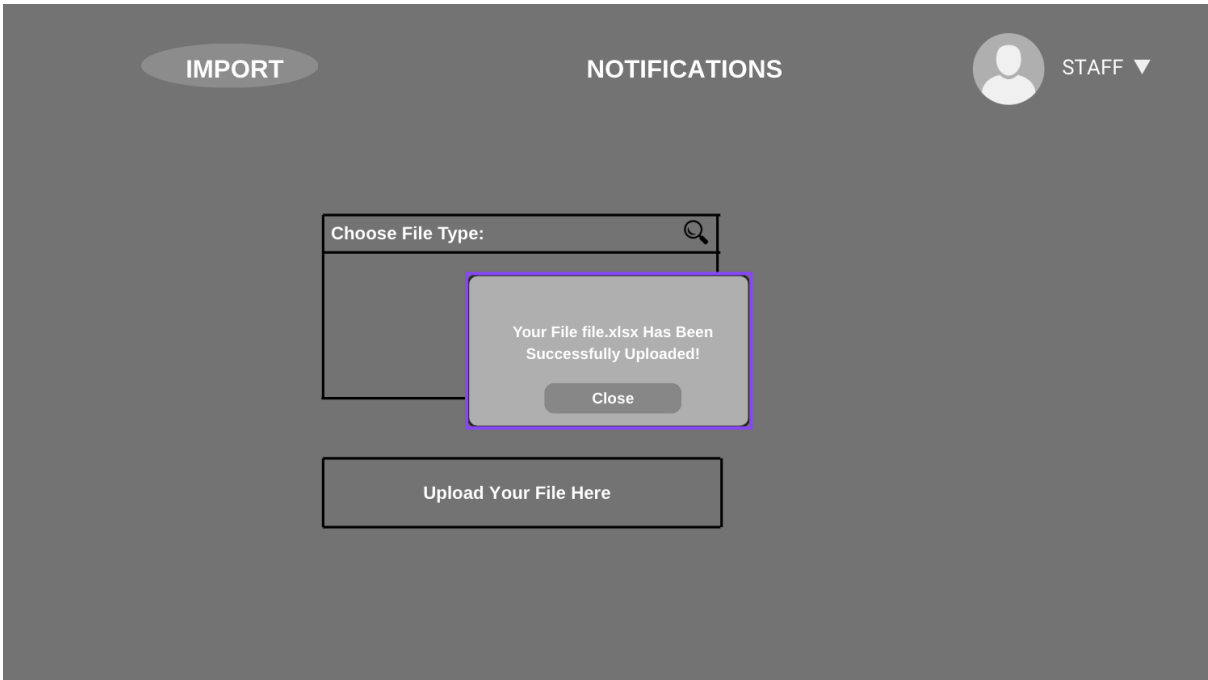 IMPORT
NOTIFICATIONS
STAFF ▼
Choose File Type:
Your File file.xlsx Has Been
Successfully Uploaded!
Close
Upload Your File Here